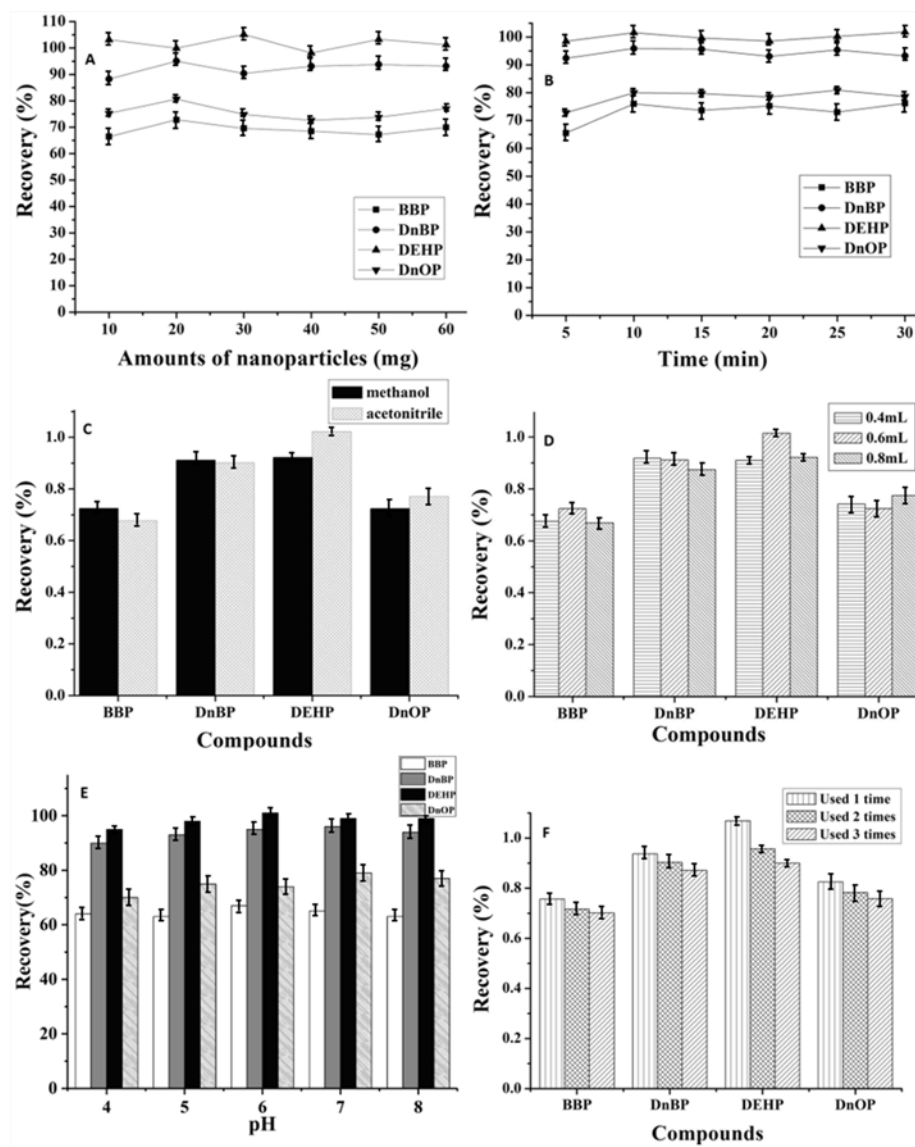 A
Recovery (%)
110
100
90
80
70
60
50
40
30
20
10
0
BBP
DnBP
DEHP
DnOP
10 20 30 40 50 60
Amounts of nanoparticles (mg)
B
Recovery (%)
100
90
80
70
60
50
40
30
20
10
0
BBP
DnBP
DEHP
DnOP
5 10 15 20 25 30
Time (min)
C
methanol
acetonitrile
Recovery (%)
1.0
0.8
0.6
0.4
0.2
0.0
BBP DnBP DEHP DnOP
Compounds
D
0.4mL
0.6mL
0.8mL
Recovery (%)
1.0
0.8
0.6
0.4
0.2
0.0
BBP DnBP DEHP DnOP
Compounds
E
BBP
DnBP
DEHP
DnOP
Recovery(%)
100
80
60
40
20
0
4 5 6 7 8
pH
F
Used 1 time
Used 2 times
Used 3 times
Recovery (%)
1.0
0.8
0.6
0.4
0.2
0.0
BBP DnBP DEHP DnOP
Compounds